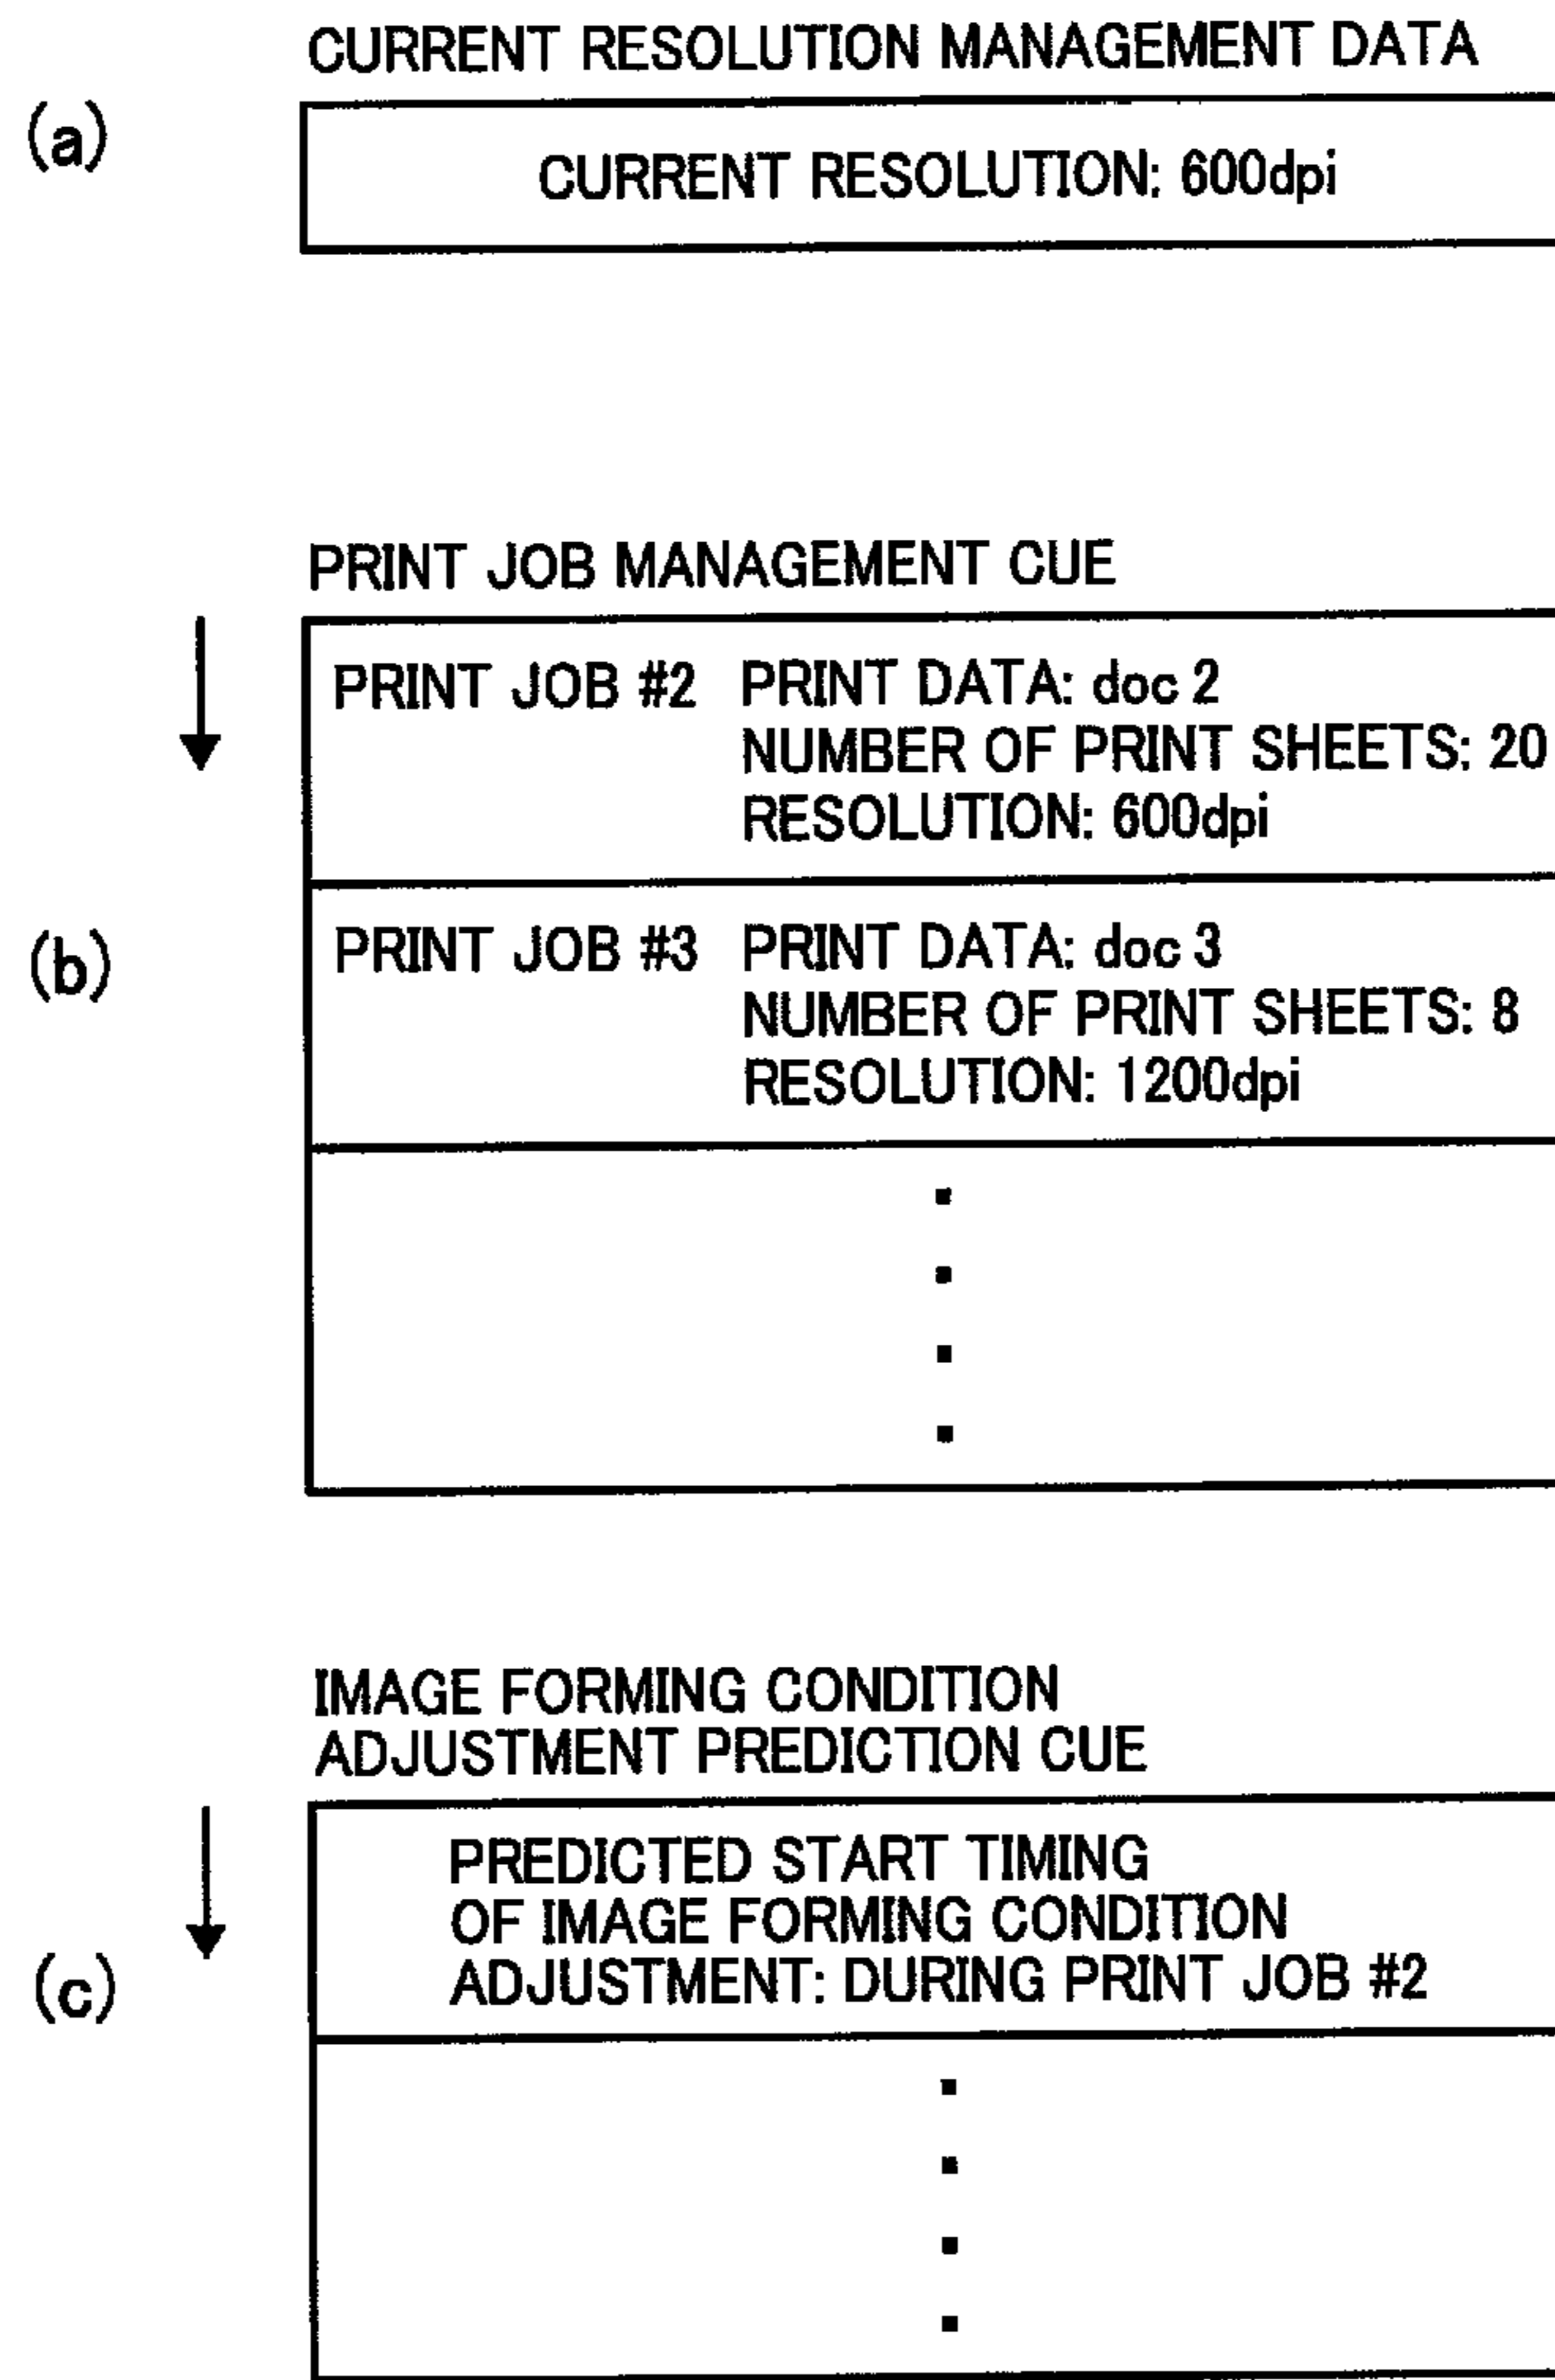 CURRENT RESOLUTION MANAGEMENT DATA
(a)
CURRENT RESOLUTION: 600dpi
PRINT JOB MANAGEMENT CUE
PRINT JOB #2 PRINT DATA: doc 2
NUMBER OF PRINT SHEETS: 20
RESOLUTION: 600dpi
(b)
PRINT JOB #3 PRINT DATA: doc 3
NUMBER OF PRINT SHEETS: 8
RESOLUTION: 1200dpi
IMAGE FORMING CONDITION
ADJUSTMENT PREDICTION CUE
PREDICTED START TIMING
OF IMAGE FORMING CONDITION
ADJUSTMENT: DURING PRINT JOB #2
(c)